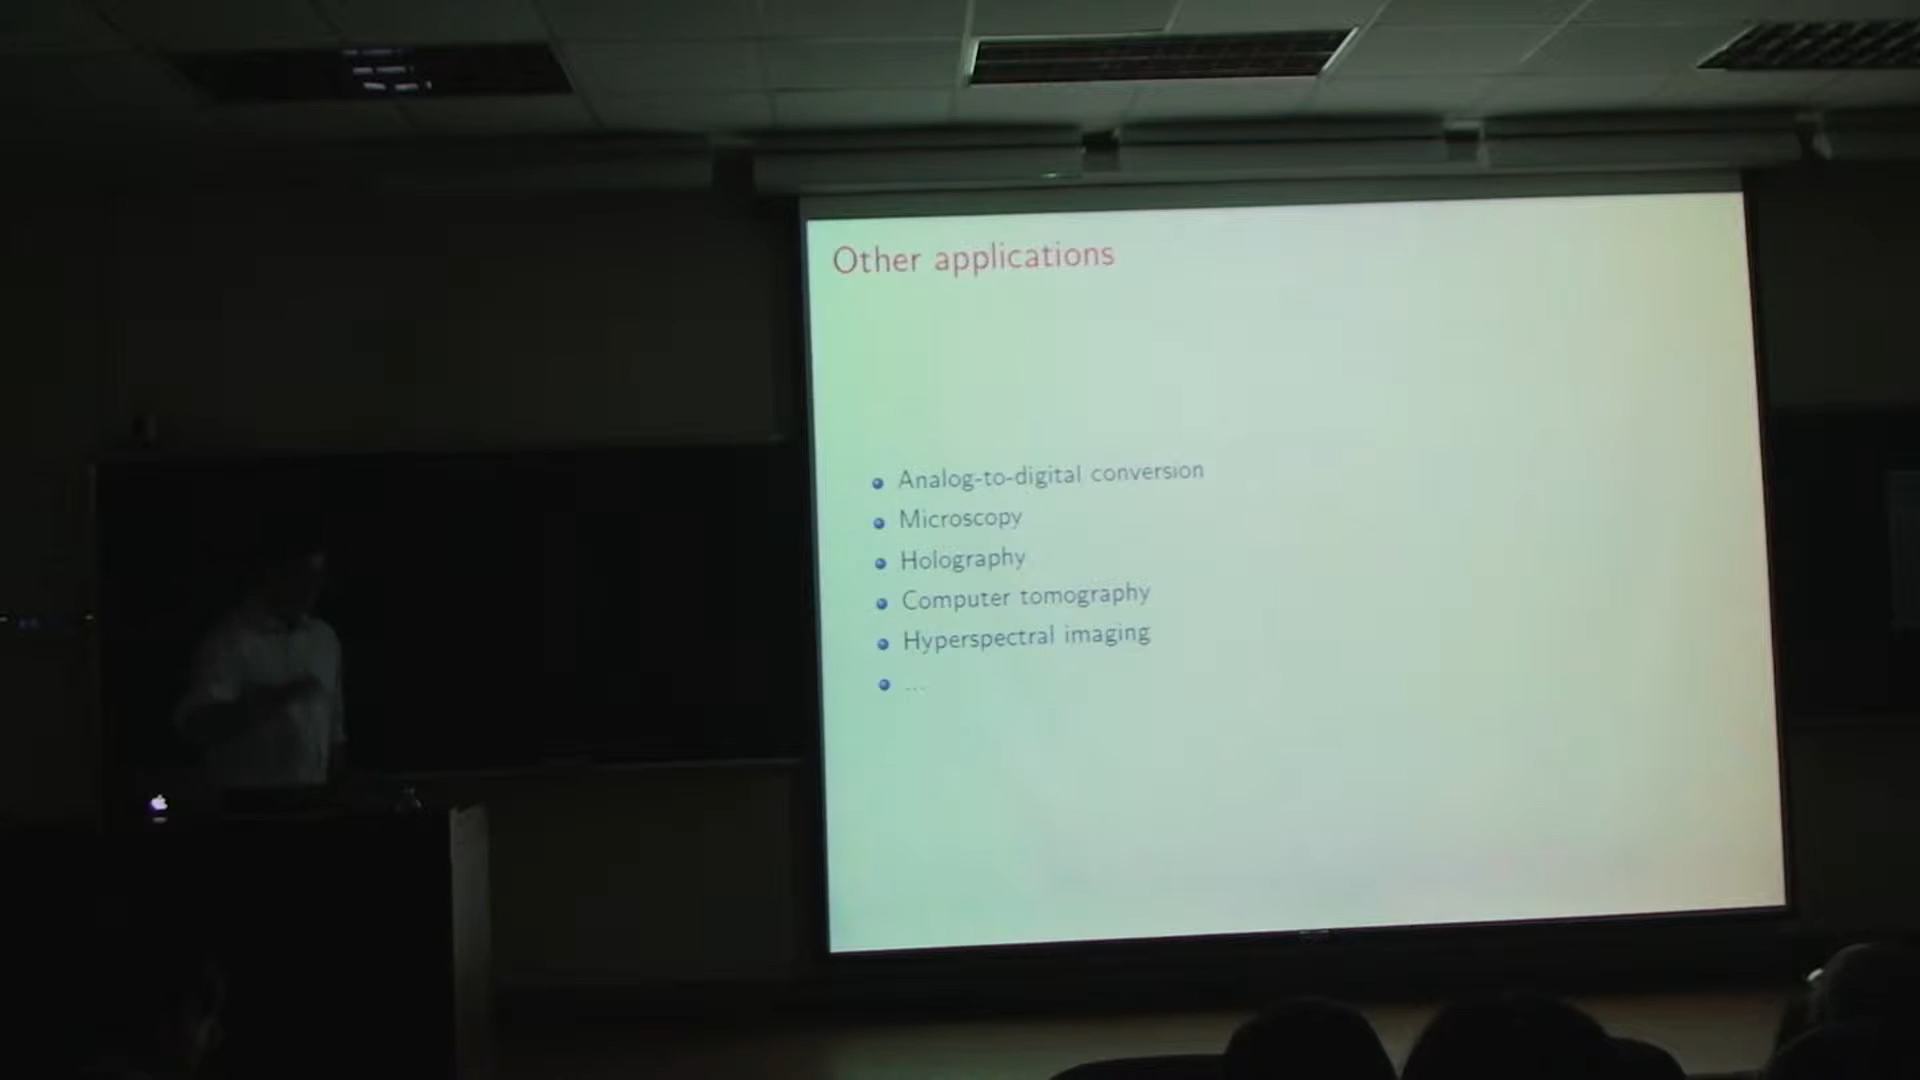 Other applications
Analog-to-digital conversion
Microscopy
Holography
Computer tomography
Hyperspectral imaging
...